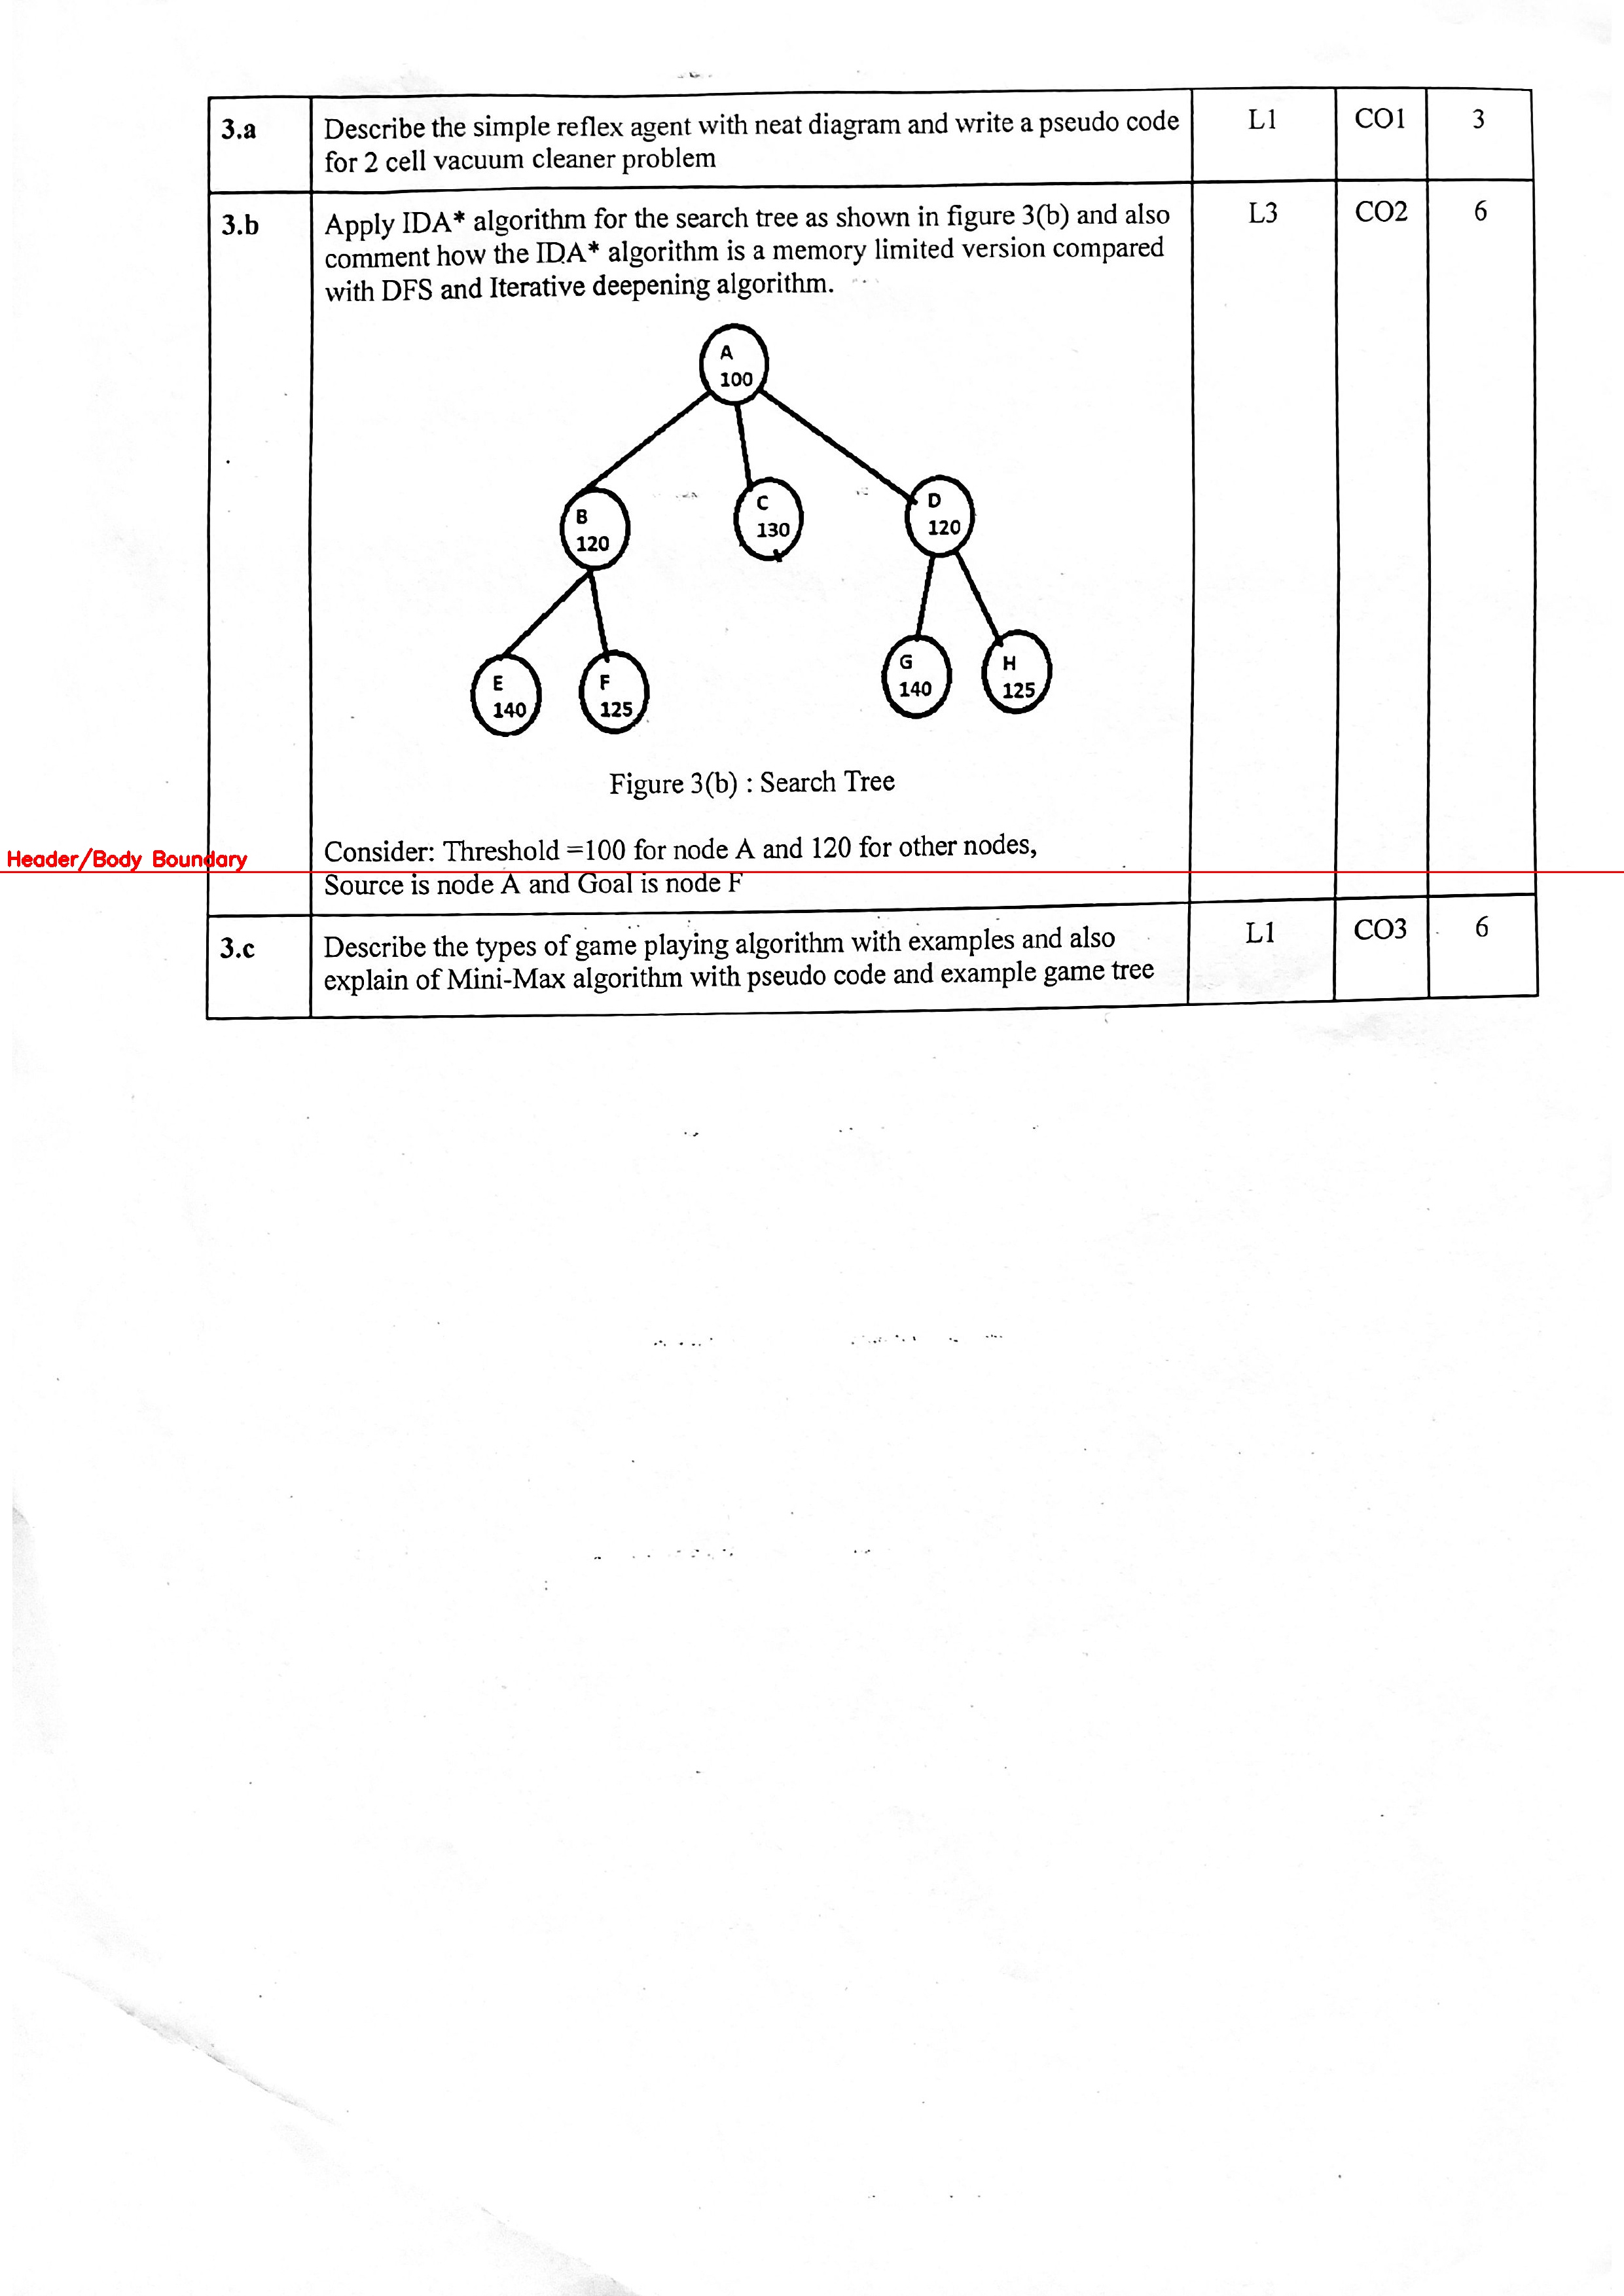 3.a
Describe the simple reflex agent with neat diagram and write a pseudo code
for 2 cell vacuum cleaner problem
L1
CO1
3
3.b
Apply IDA* algorithm for the search tree as shown in figure 3(b) and also
comment how the IDA* algorithm is a memory limited version compared
with DFS and Iterative deepening algorithm.
L3
CO2
6
A
100
B
120
C
130
D
120
E
140
F
125
G
140
H
125
Figure 3(b) : Search Tree
Consider: Threshold =100 for node A and 120 for other nodes,
Header/Body Boundary
Source is node A and Goal is node F
3.c
Describe the types of game playing algorithm with examples and also
explain of Mini-Max algorithm with pseudo code and example game tree
L1
CO3
6